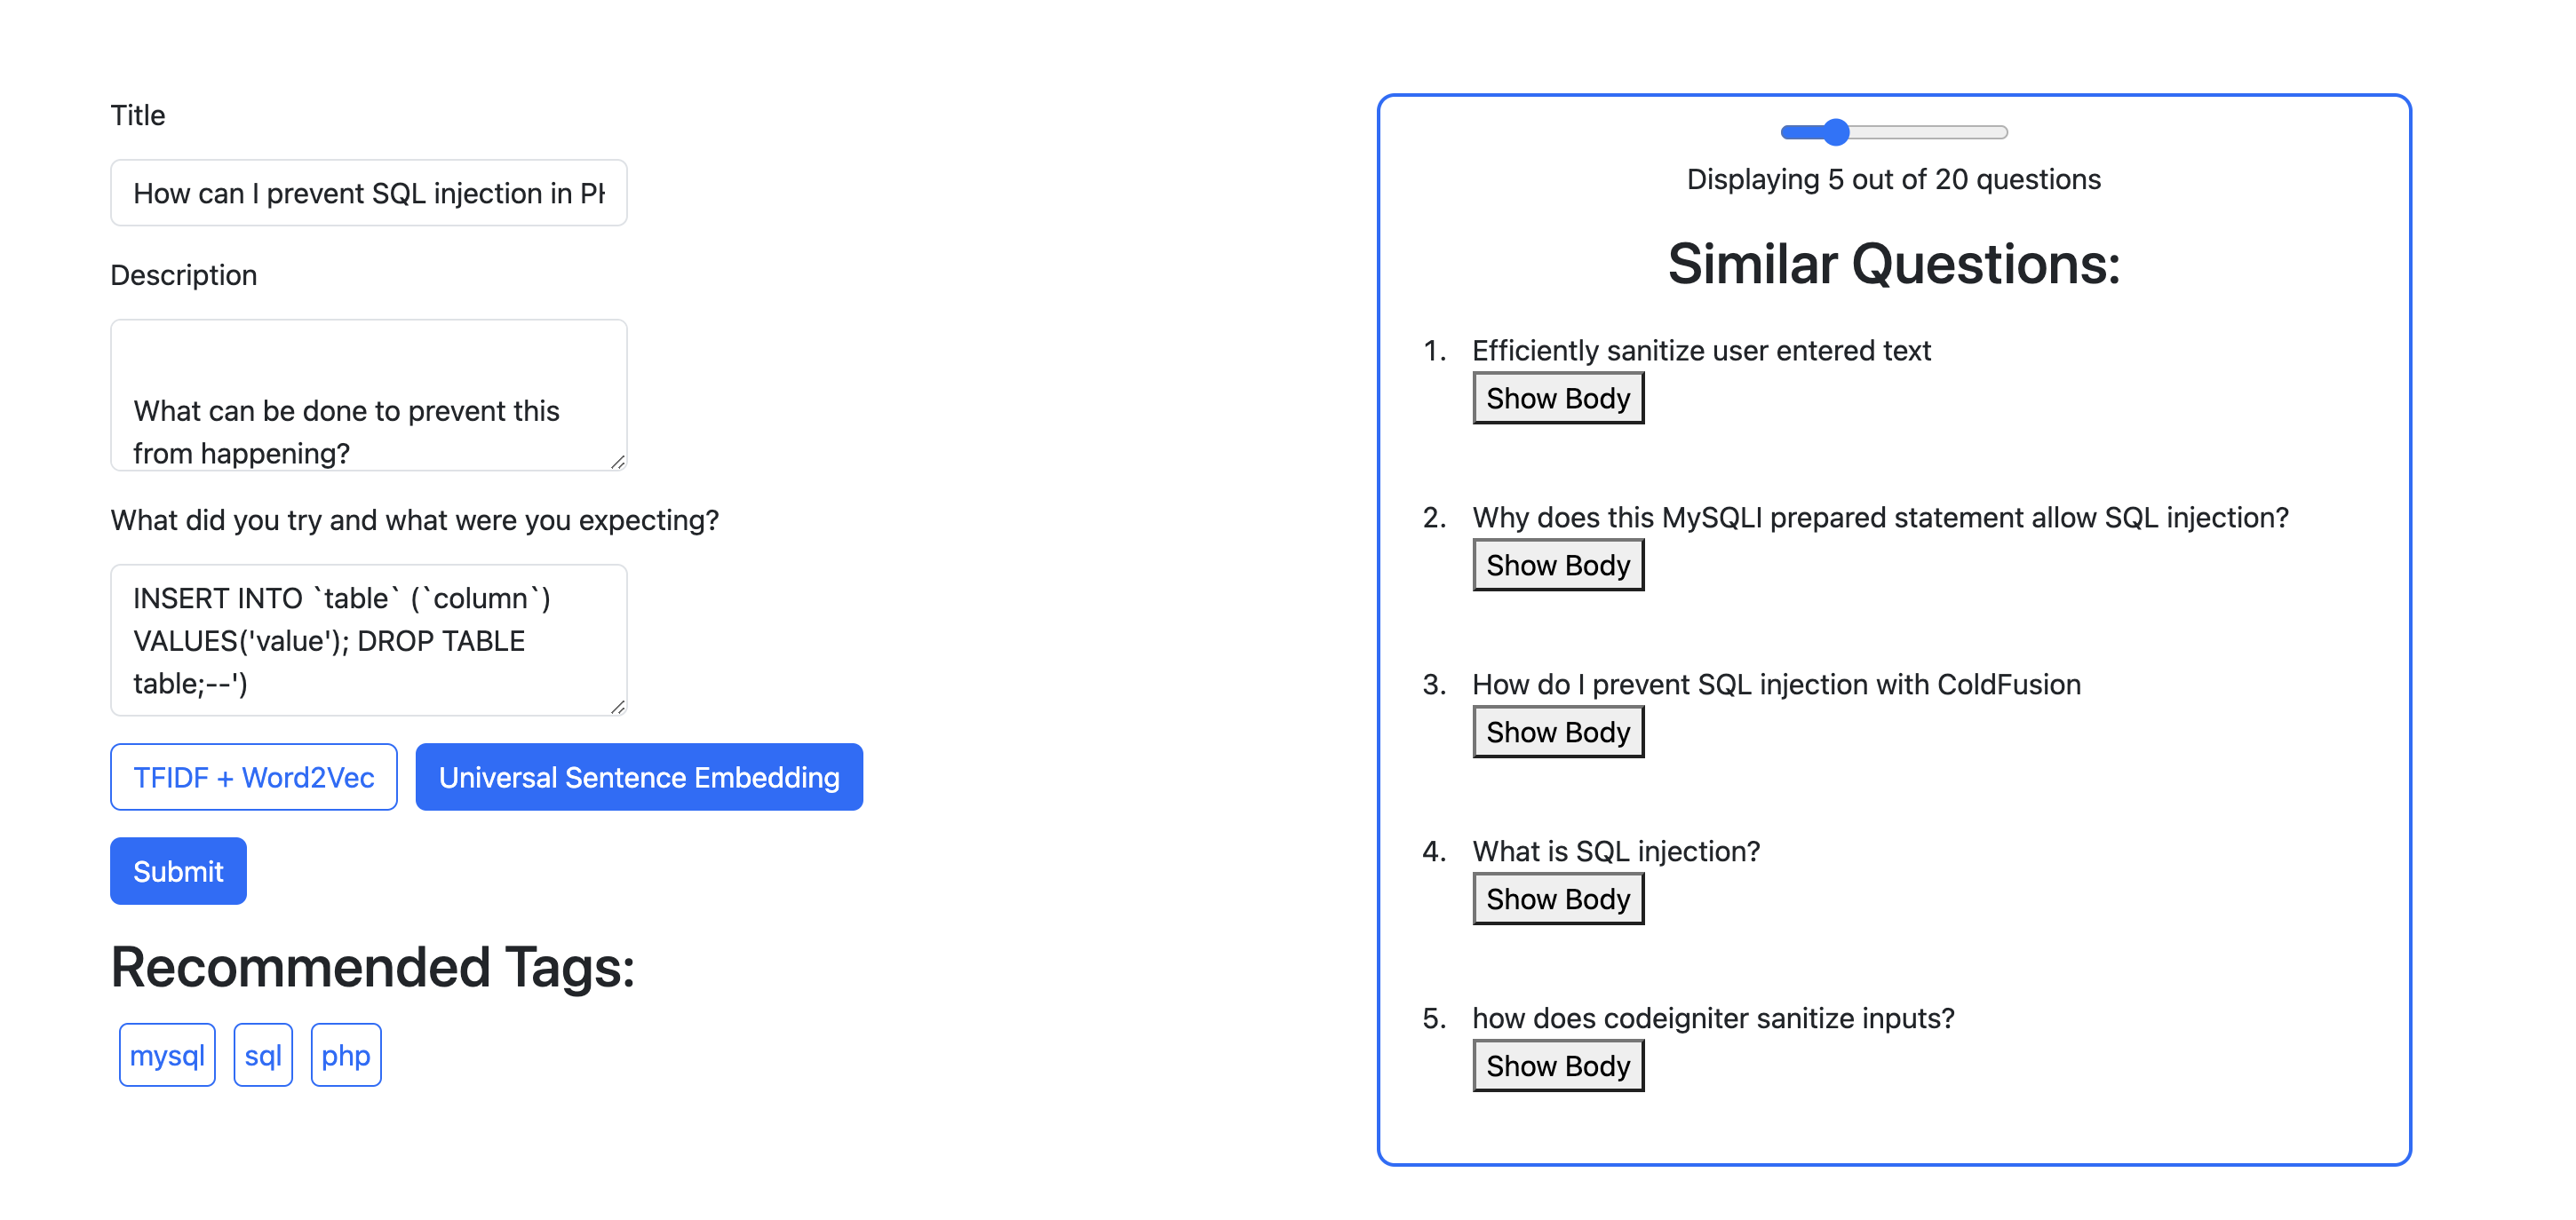 Title
How can I prevent SQL injection in PH
Description
What can be done to prevent this
from happening?
What did you try and what were you expecting?
INSERT INTO `table` (`column`)
VALUES('value'); DROP TABLE
table;--')
TFIDF + Word2Vec
Universal Sentence Embedding
Submit
Recommended Tags:
mysql
sql
php
Displaying 5 out of 20 questions
Similar Questions:
1. Efficiently sanitize user entered text
Show Body
2. Why does this MySQLI prepared statement allow SQL injection?
Show Body
3. How do I prevent SQL injection with ColdFusion
Show Body
4. What is SQL injection?
Show Body
5. how does codeigniter sanitize inputs?
Show Body